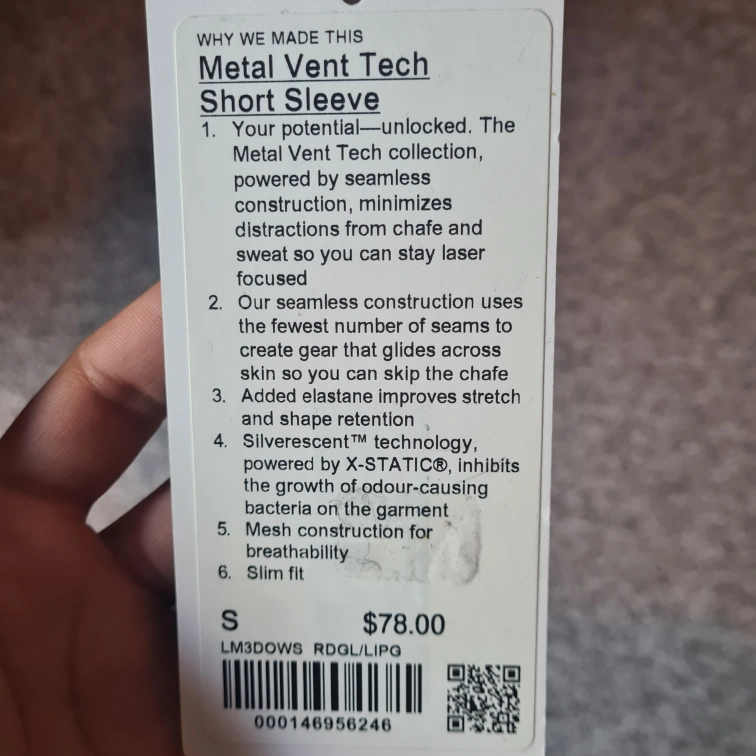 WHY WE MADE THIS
Metal Vent Tech
Short Sleeve
1. Your potential—unlocked. The
Metal Vent Tech collection,
powered by seamless
construction, minimizes
distractions from chafe and
sweat so you can stay laser
focused
2. Our seamless construction uses
the fewest number of seams to
create gear that glides across
skin so you can skip the chafe
3. Added elastane improves stretch
and shape retention
4. Silverescent™ technology,
powered by X-STATIC®, inhibits
the growth of odour-causing
bacteria on the garment
5. Mesh construction for
breathability
6. Slim fit
S $78.00
LM3DOWS RDGL/LIPG
000146956246